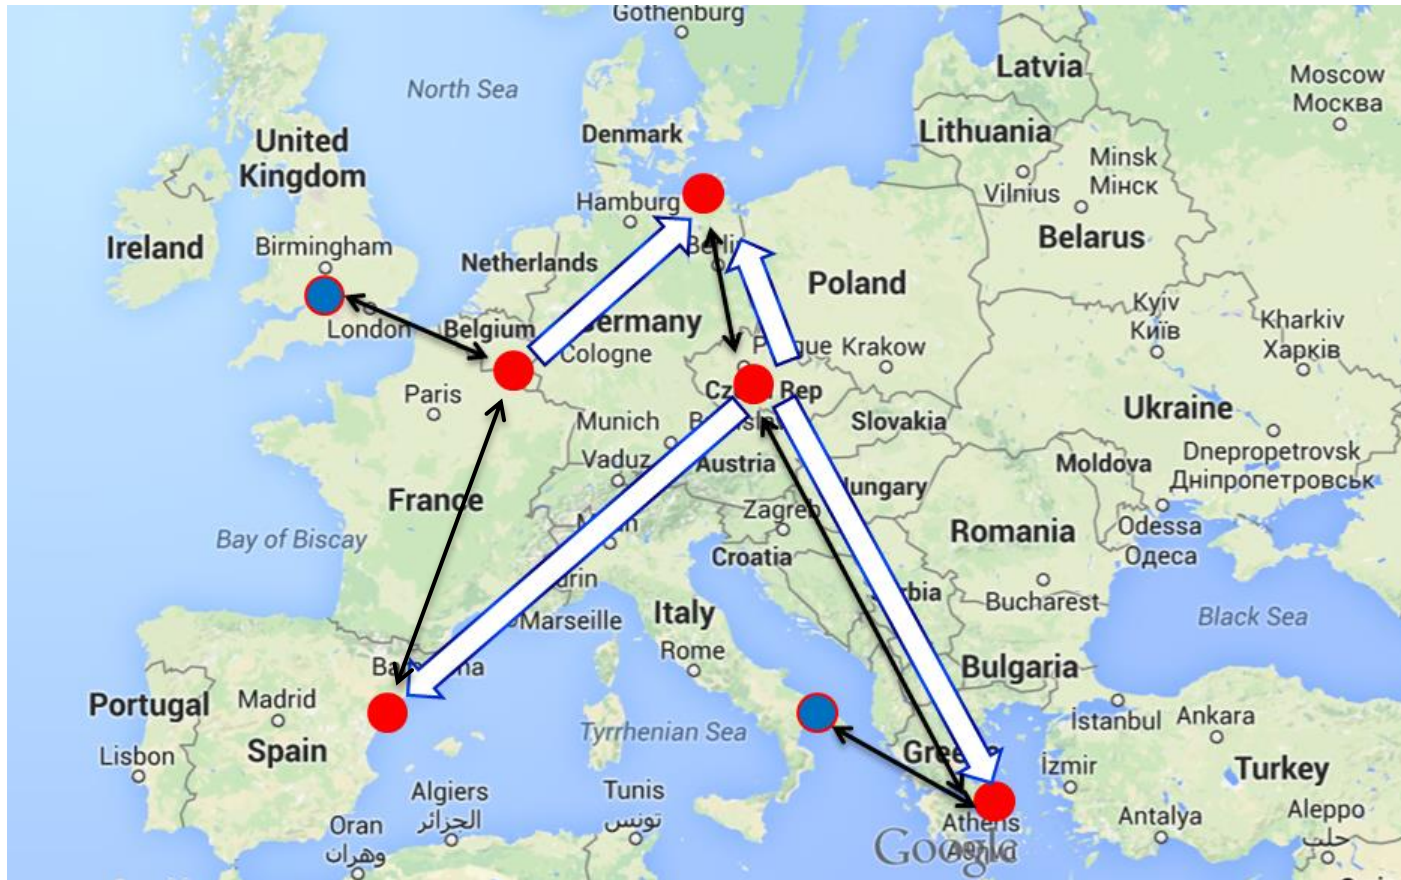 Gothenburg
Latvia
Moscow
Москва
North Sea
Denmark
Lithuania
United
Kingdom
Minsk
Мінск
Vilnius
Hamburg
Belarus
Ireland
Birmingham
Netherlands
Poland
London
Belgium
Kyiv
Київ
Kharkiv
Харків
Cologne
Krakow
Paris
Rep
Ukraine
Munich
Slovakia
Dnepropetrovsk
Дніпропетровськ
Vaduz
Austria
Moldova
France
Zagreb
Odessa
Одеса
Bay of Biscay
Romania
Croatia
Bucharest
Black Sea
Italy
Marseille
Rome
Bulgaria
Portugal
Madrid
İstanbul
Ankara
Tyrrhenian Sea
Lisbon
Spain
İzmir
Turkey
Algiers
الجزائر
Tunis
تونس
Antalya
Aleppo
حلب
Oran
وهران
Athens
Google